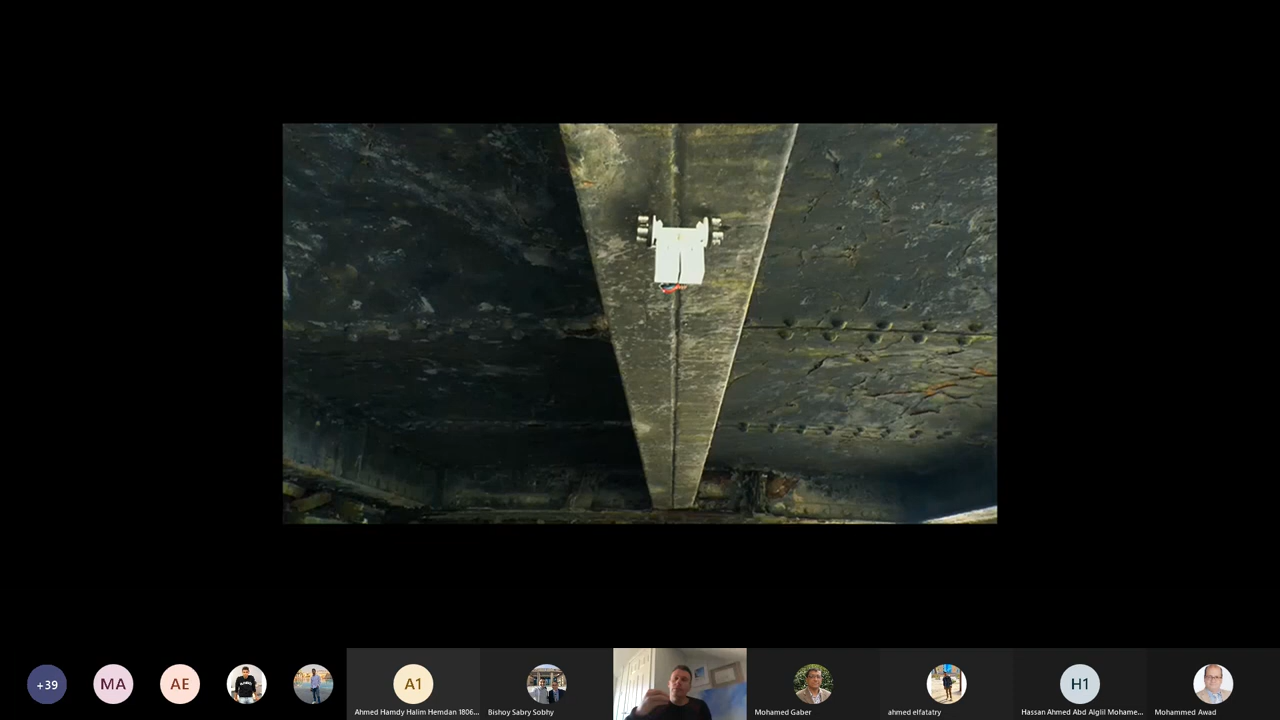 +39
MA
AE
A1
Ahmed Hamdy Halim Hemdan 1806...
Bishoy Sabry Sobhy
Mohamed Gaber
ahmed elfatatry
H1
Hassan Ahmed Abd Alglil Mohame...
Mohammed Awad